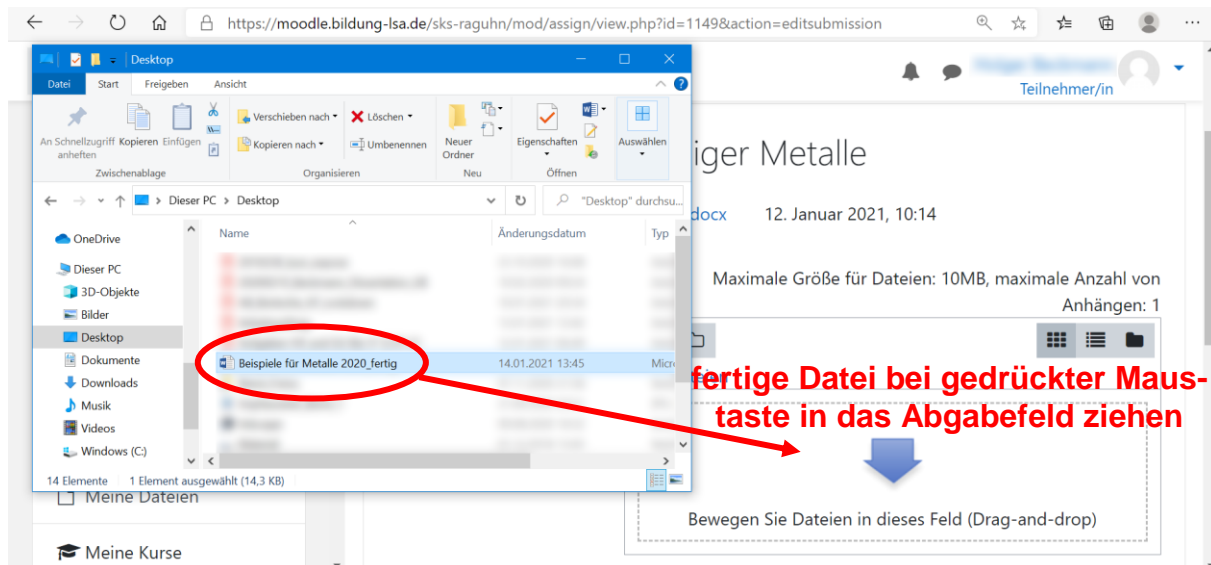 https://moodle.bildung-lsa.de/sks-raguhn/mod/assign/view.php?id=1149&action=editsubmission
Desktop
Datei Start Freigeben Ansicht
An Schnellzugriff anheften
Kopieren Einfügen
Verschieben nach
Kopieren nach
Löschen
Umbenennen
Neuer Ordner
Eigenschaften
Auswählen
Zwischenablage Organisieren Neu Öffnen
Dieser PC > Desktop
"Desktop" durchsu...
Name Änderungsdatum Typ
OneDrive
Dieser PC
3D-Objekte
Bilder
Desktop
Dokumente
Downloads
Musik
Videos
Windows (C:)
Beispiele für Metalle 2020_fertig 14.01.2021 13:45 Micr
14 Elemente 1 Element ausgewählt (14,3 KB)
Meine Dateien
Meine Kurse
Teilnehmer/in
iger Metalle
docx 12. Januar 2021, 10:14
Maximale Größe für Dateien: 10MB, maximale Anzahl von
Anhängen: 1
fertige Datei bei gedrückter Maus-
taste in das Abgabefeld ziehen
Bewegen Sie Dateien in dieses Feld (Drag-and-drop)